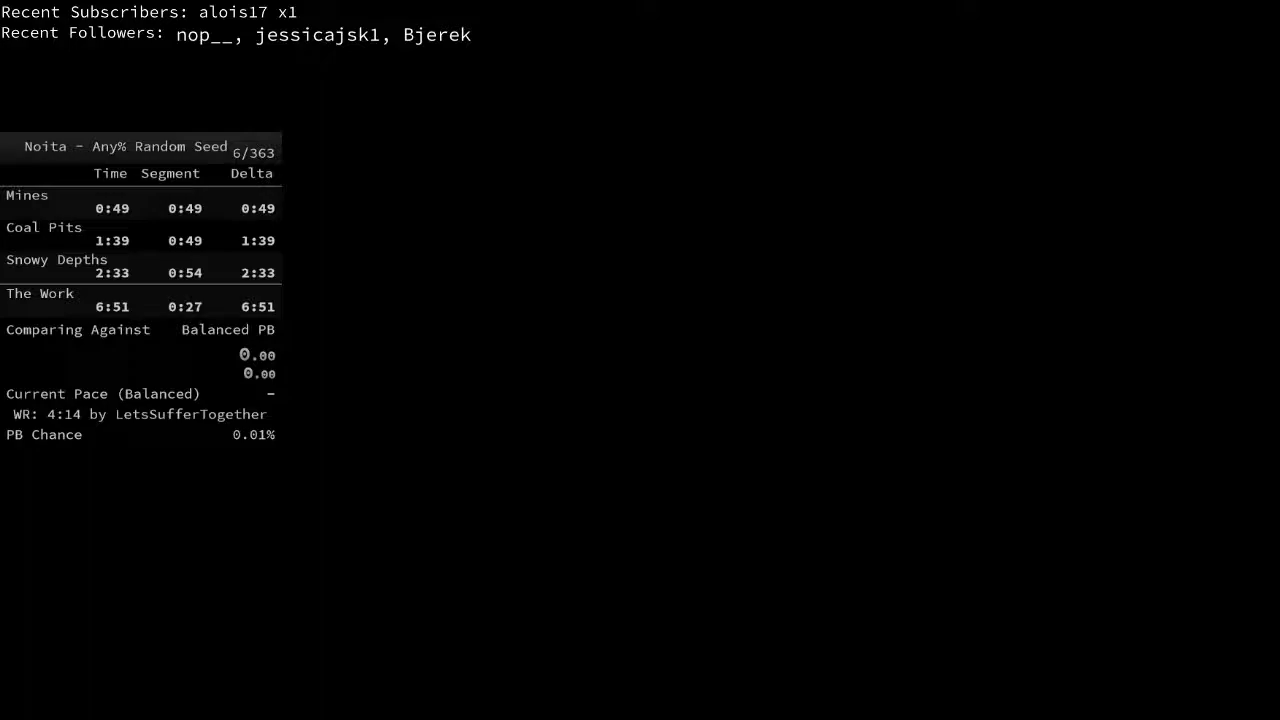 Recent Subscribers: alois17 x1
Recent Followers: nop__, jessicajsk1, Bjerek
Noita - Any% Random Seed 6/363
Time Segment Delta
Mines
0:49 0:49 0:49
Coal Pits
1:39 0:49 1:39
Snowy Depths
2:33 0:54 2:33
The Work
6:51 0:27 6:51
Comparing Against Balanced PB
0.00
0.00
Current Pace (Balanced) -
WR: 4:14 by LetsSufferTogether
PB Chance 0.01%